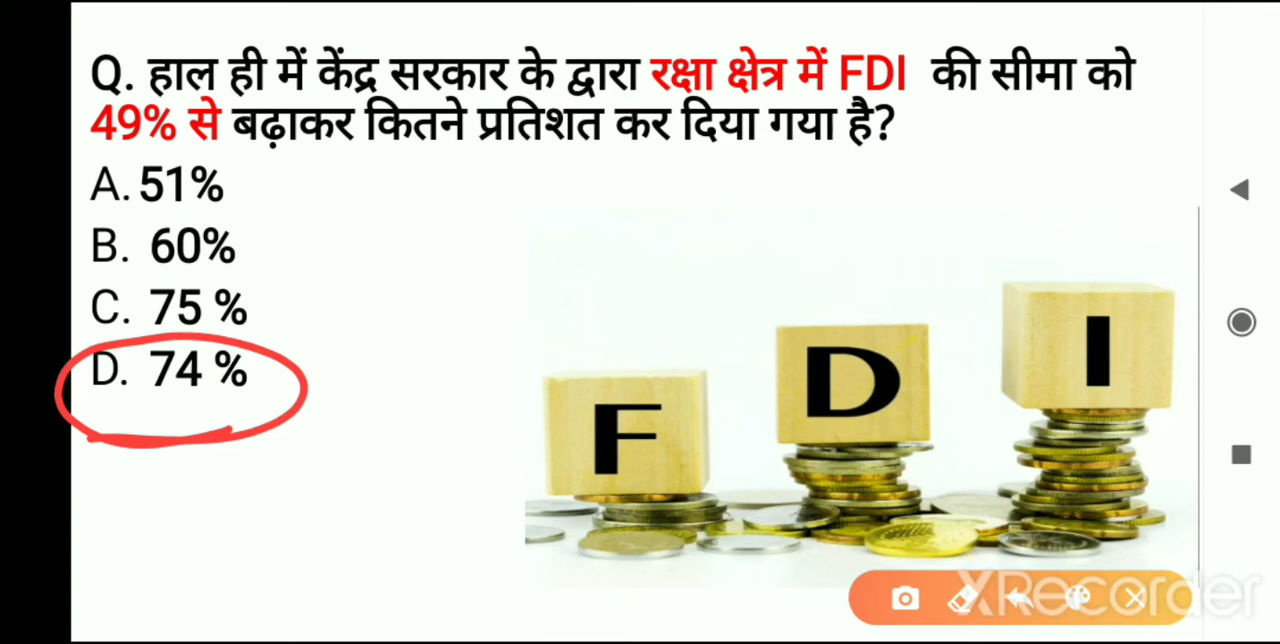 Q. हाल ही में केंद्र सरकार के द्वारा रक्षा क्षेत्र में FDI की सीमा को
49% से बढ़ाकर कितने प्रतिशत कर दिया गया है?
A. 51%
B. 60%
C. 75 %
D. 74 %
F D I
XRecorder